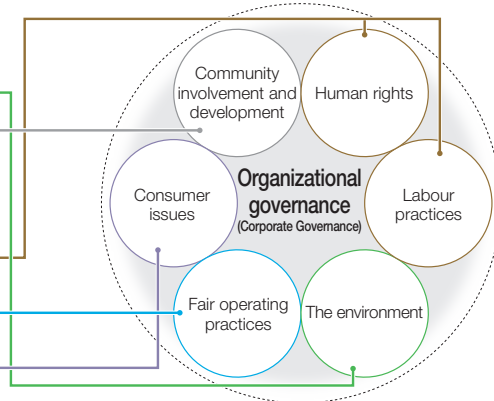 Community
involvement and
development
Human rights
Consumer
issues
Organizational
governance
(Corporate Governance)
Labour
practices
Fair operating
practices
The environment